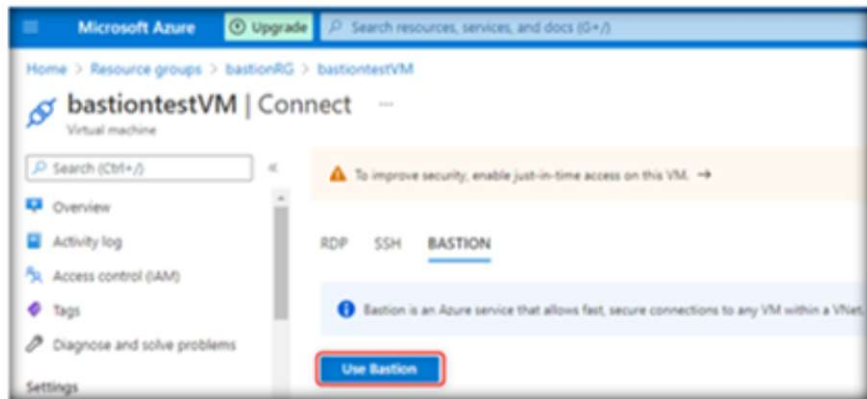 Microsoft Azure Upgrade Search resources, services, and docs (G+/)
Home > Resource groups > bastionRG > bastiontestVM
bastiontestVM | Connect ...
Virtual machine
Search (Ctrl+/) «
To improve security, enable just-in-time access on this VM. →
Overview
Activity log
RDP SSH BASTION
Access control (IAM)
Tags
Bastion is an Azure service that allows fast, secure connections to any VM within a VNet.
Diagnose and solve problems
Use Bastion
Settings